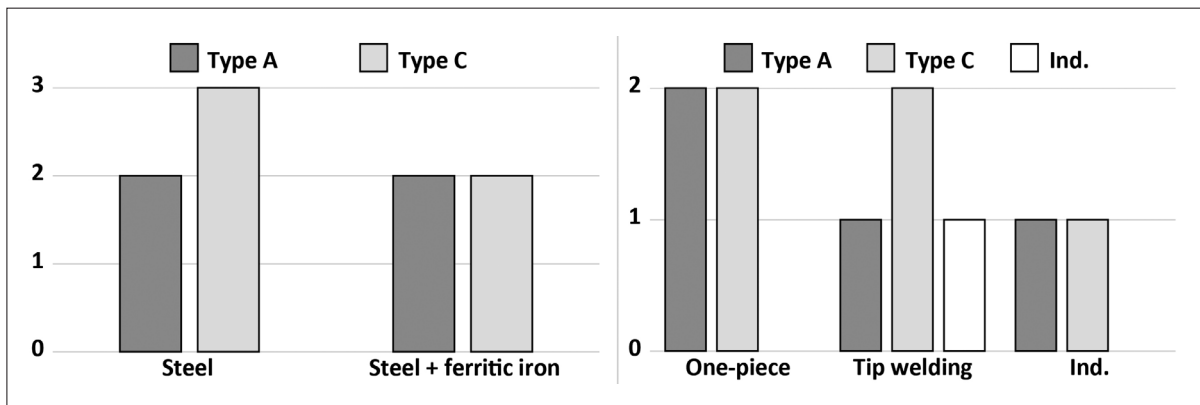 Type A Type C
3
2
1
0
Steel Steel + ferritic iron
Type A Type C Ind.
2
1
0
One-piece Tip welding Ind.